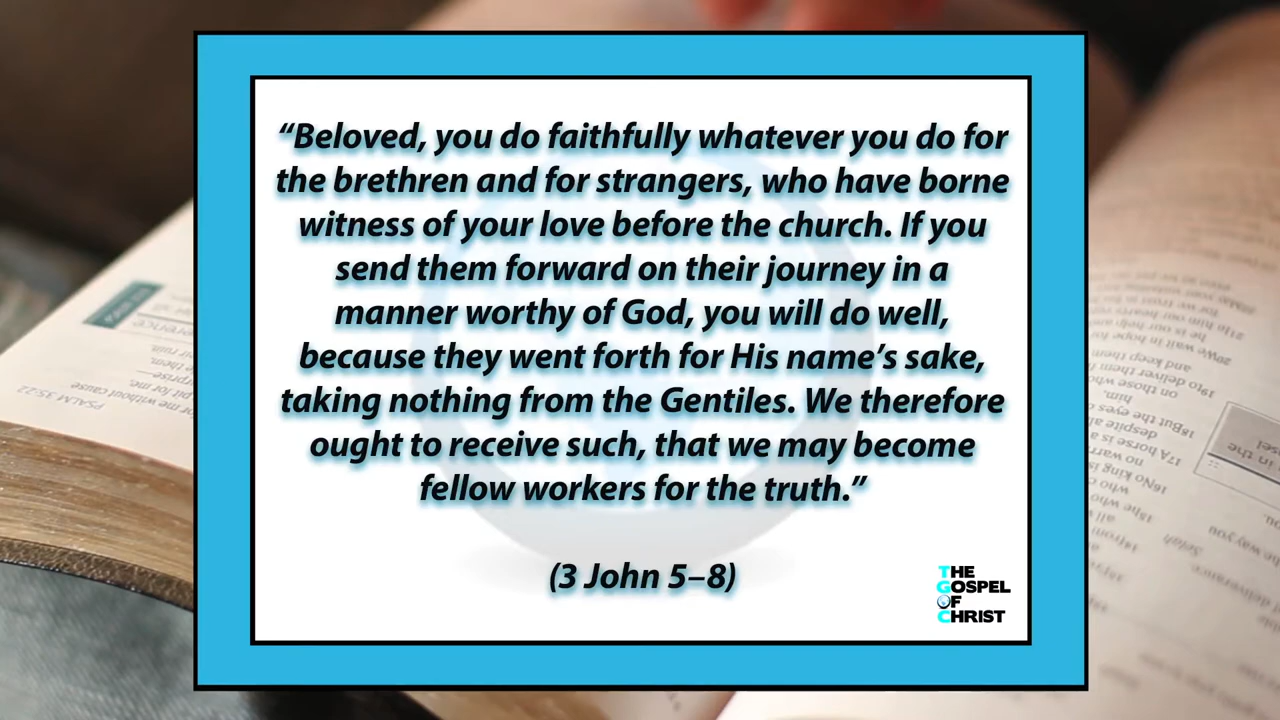 “Beloved, you do faithfully whatever you do for
the brethren and for strangers, who have borne
witness of your love before the church. If you
send them forward on their journey in a
manner worthy of God, you will do well,
because they went forth for His name’s sake,
taking nothing from the Gentiles. We therefore
ought to receive such, that we may become
fellow workers for the truth.”
(3 John 5–8)
THE
GOSPEL
OF
CHRIST
PSALM 35:22